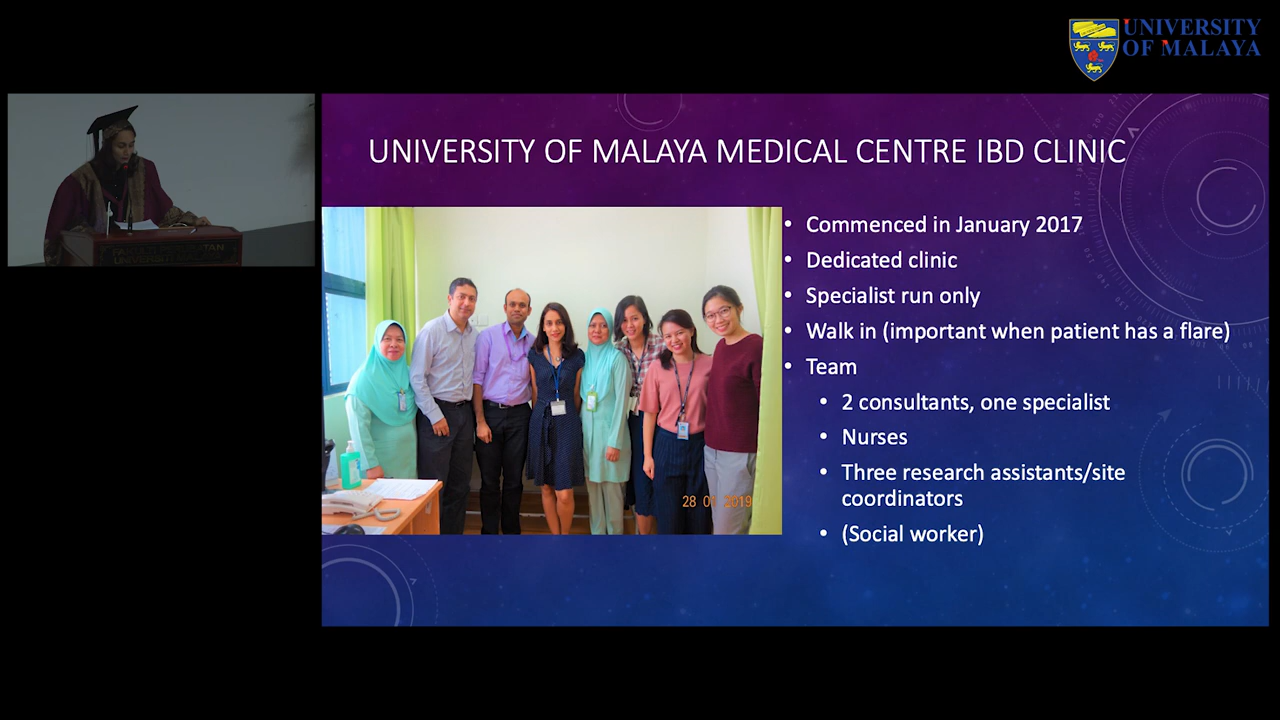 UNIVERSITY
OF MALAYA
UNIVERSITY OF MALAYA MEDICAL CENTRE IBD CLINIC
• Commenced in January 2017
• Dedicated clinic
• Specialist run only
• Walk in (important when patient has a flare)
• Team
• 2 consultants, one specialist
• Nurses
• Three research assistants/site
coordinators
• (Social worker)
28 2019
UNIVERSITI